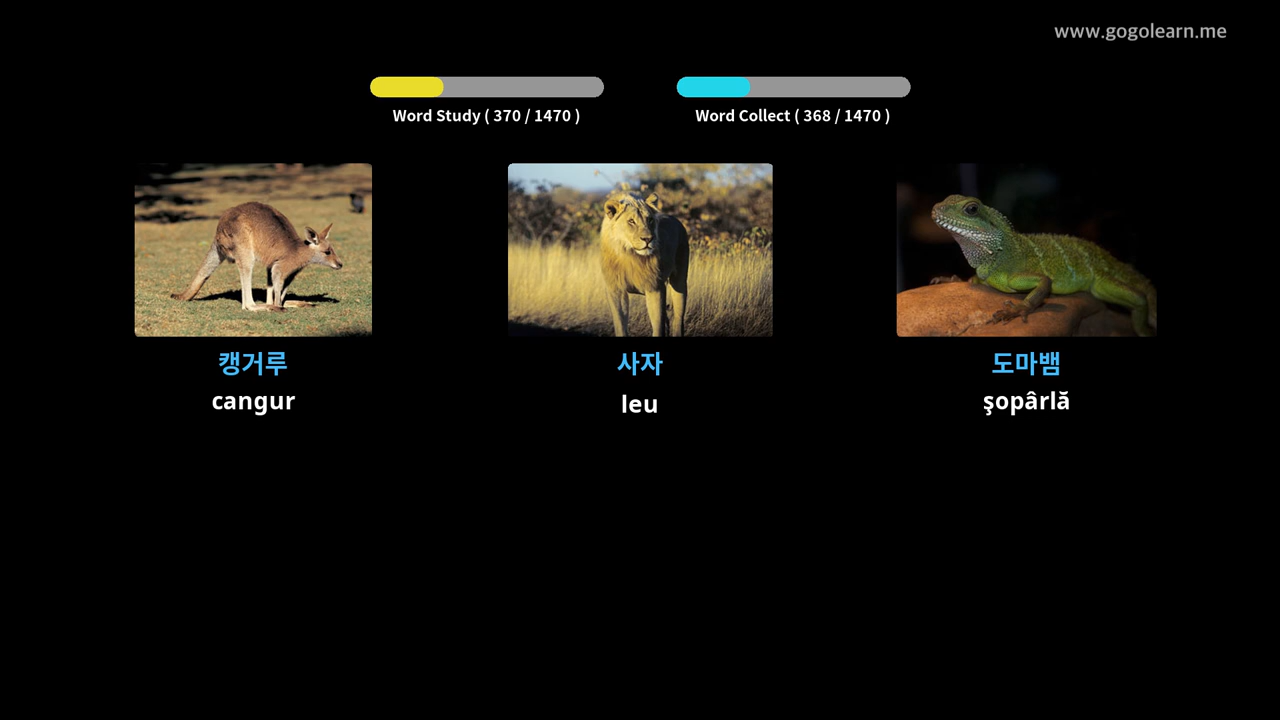 www.gogolearn.me
Word Study ( 370 / 1470 )
Word Collect ( 368 / 1470 )
캥거루
사자
도마뱀
cangur
leu
şopârlă